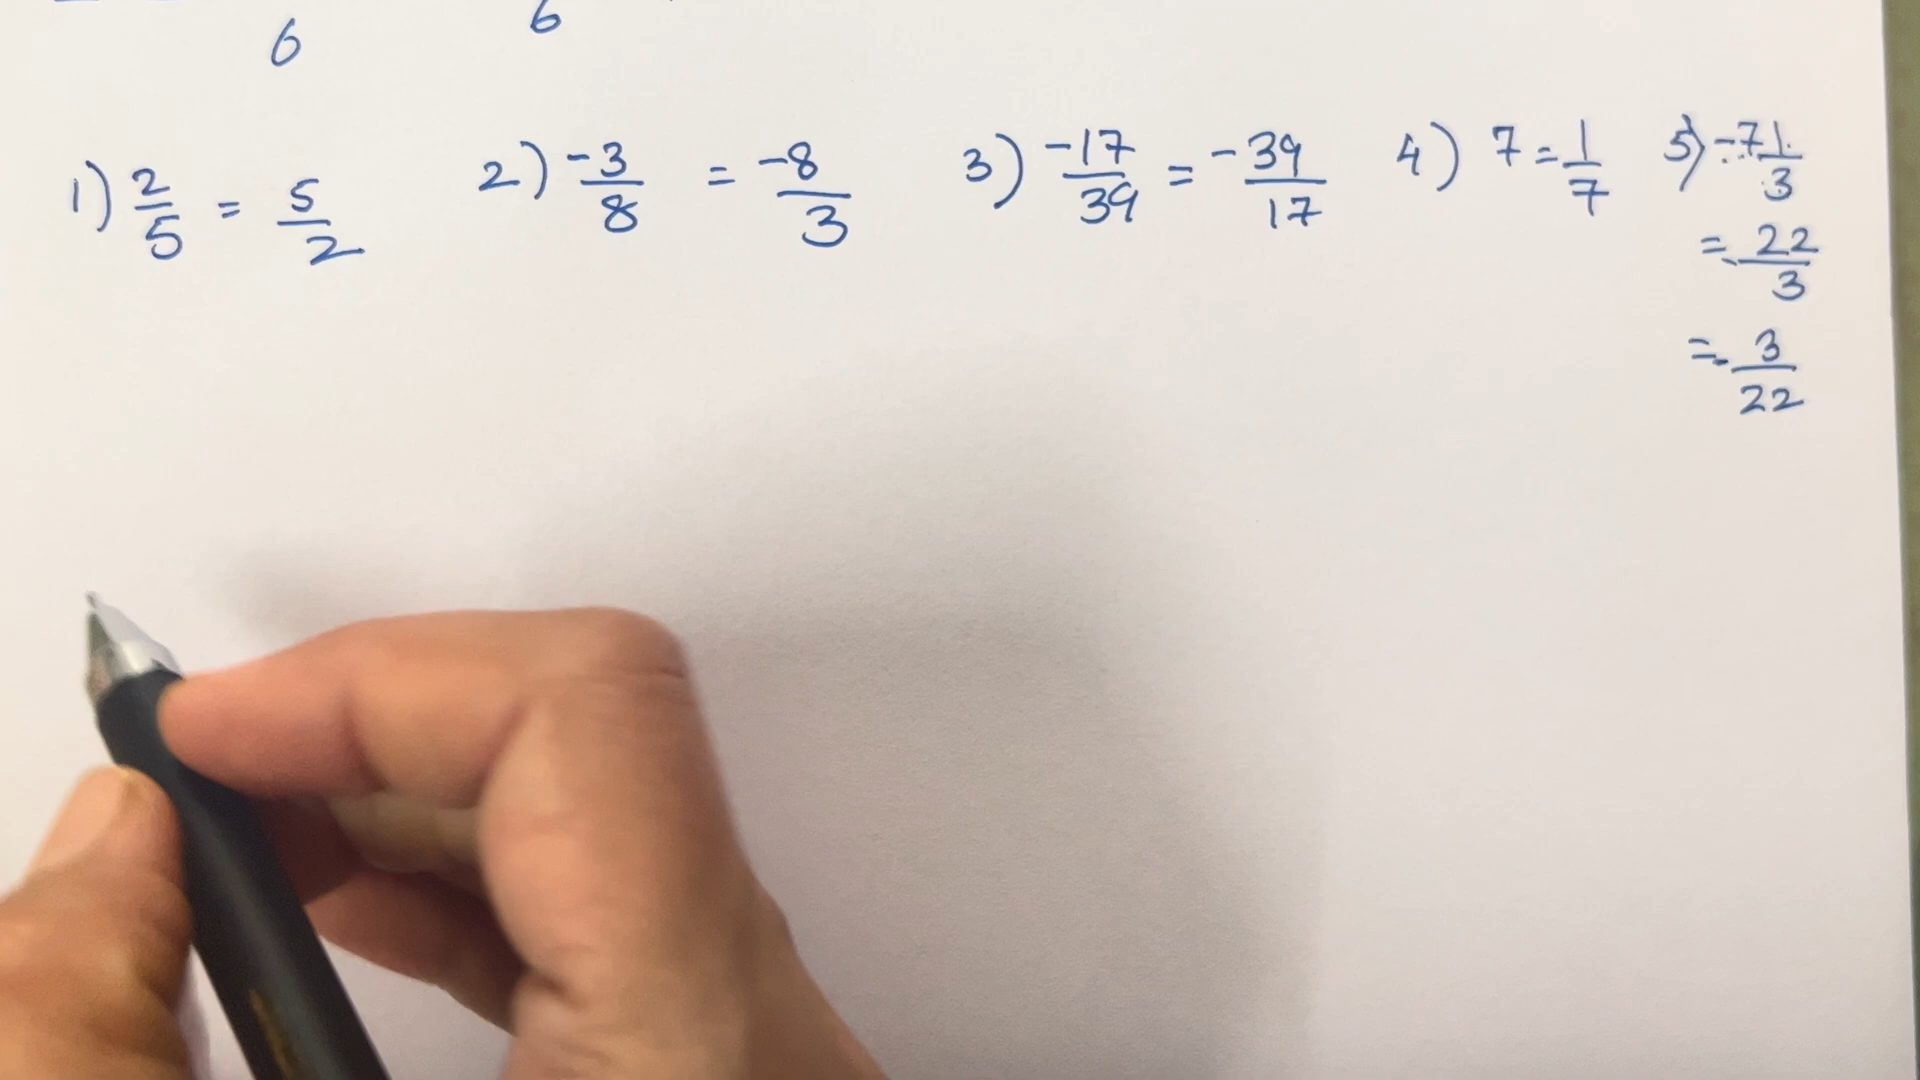 6 6
1) 2/5 = 5/2 2) -3/8 = -8/3 3) -17/39 = -39/17 4) 7 = 1/7 5) -7 1/3
= - 22/3
= - 3/22